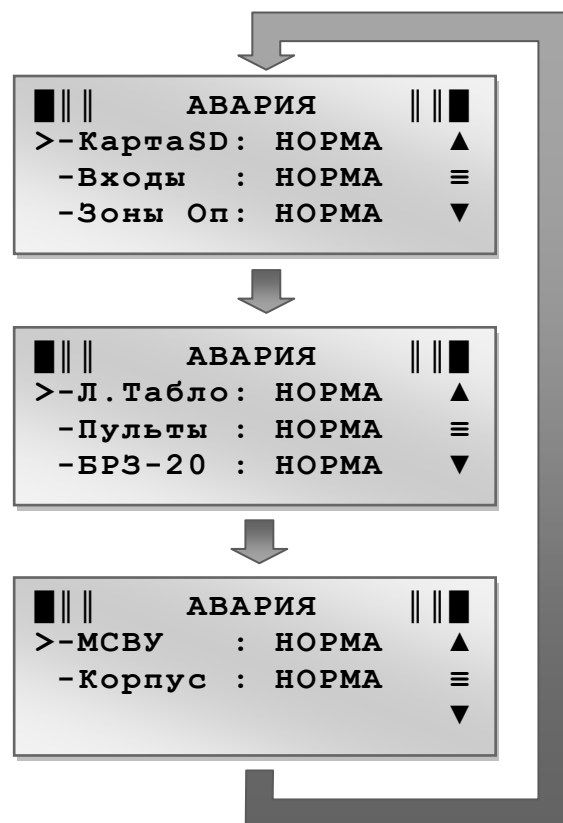 █║║ АВАРИЯ ║║█
>-КартаSD: НОРМА ▲
-Входы : НОРМА ≡
-Зоны Оп: НОРМА ▼
█║║ АВАРИЯ ║║█
>-Л.Табло: НОРМА ▲
-Пульты : НОРМА ≡
-БРЗ-20 : НОРМА ▼
█║║ АВАРИЯ ║║█
>-МСВУ : НОРМА ▲
-Корпус : НОРМА ≡
▼